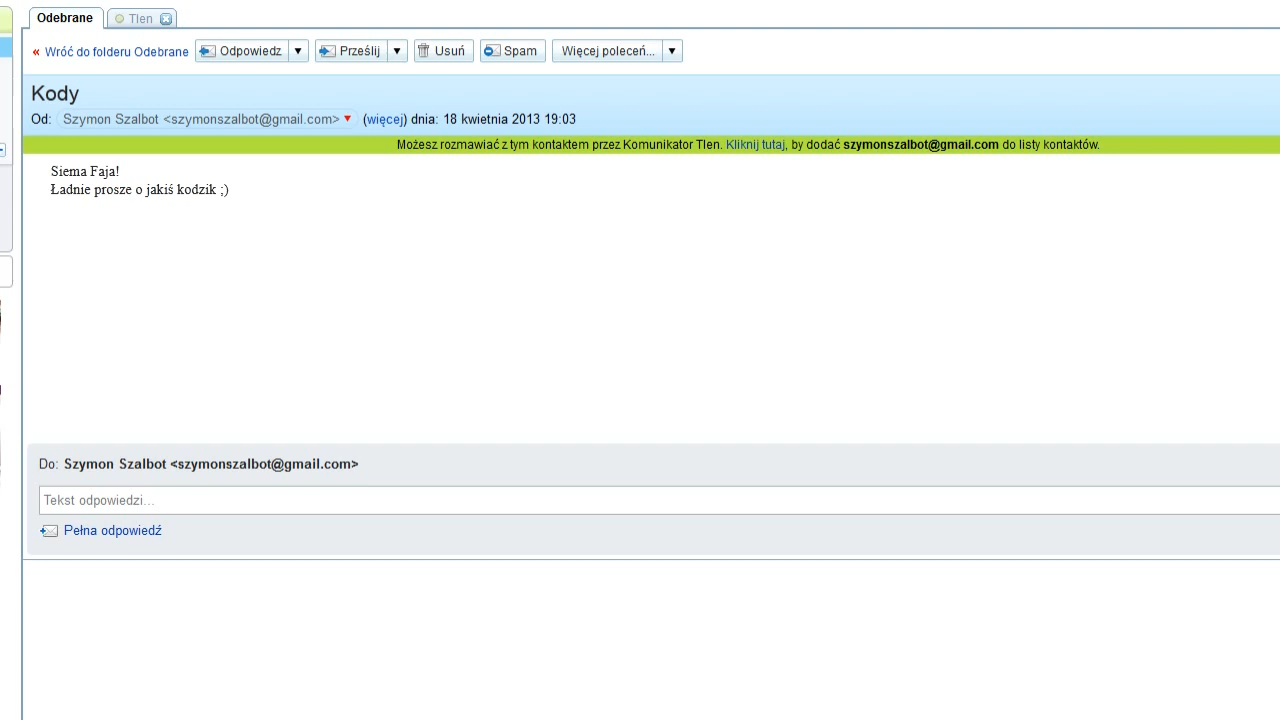 Odebrane Tlen
« Wróć do folderu Odebrane Odpowiedz Prześlij Usuń Spam Więcej poleceń...
Kody
Od: Szymon Szalbot <szymonszalbot@gmail.com> (więcej) dnia: 18 kwietnia 2013 19:03
Możesz rozmawiać z tym kontaktem przez Komunikator Tlen. Kliknij tutaj, by dodać szymonszalbot@gmail.com do listy kontaktów.
Siema Faja!
Ładnie prosze o jakiś kodzik ;)
Do: Szymon Szalbot <szymonszalbot@gmail.com>
Tekst odpowiedzi...
Pełna odpowiedź